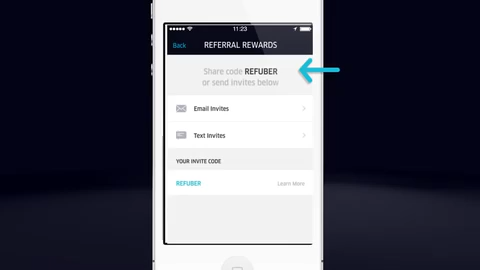 11:23
Back REFERRAL REWARDS
Share code REFUBER
or send invites below
Email Invites
Text Invites
YOUR INVITE CODE
REFUBER Learn More